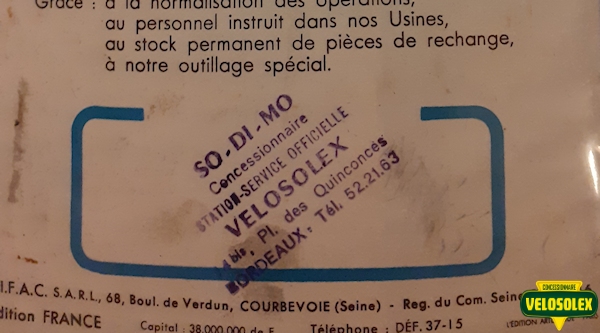 Grâce : à la normalisation des opérations,
au personnel instruit dans nos Usines,
au stock permanent de pièces de rechange,
à notre outillage spécial.
SO-DI-MO
Concessionnaire
STATION-SERVICE OFFICIELLE
VELOSOLEX
bis, Pl. des Quinconces
BORDEAUX - Tél. 52.21.63
I.F.A.C. S.A.R.L., 68, Boul. de Verdun, COURBEVOIE (Seine) - Reg. du Com. Seine
dition FRANCE
Capital : 38.000.000 de F.
Téléphone : DÉF. 37-15
L'EDITION
CONCESSIONNAIRE
VELOSOLEX